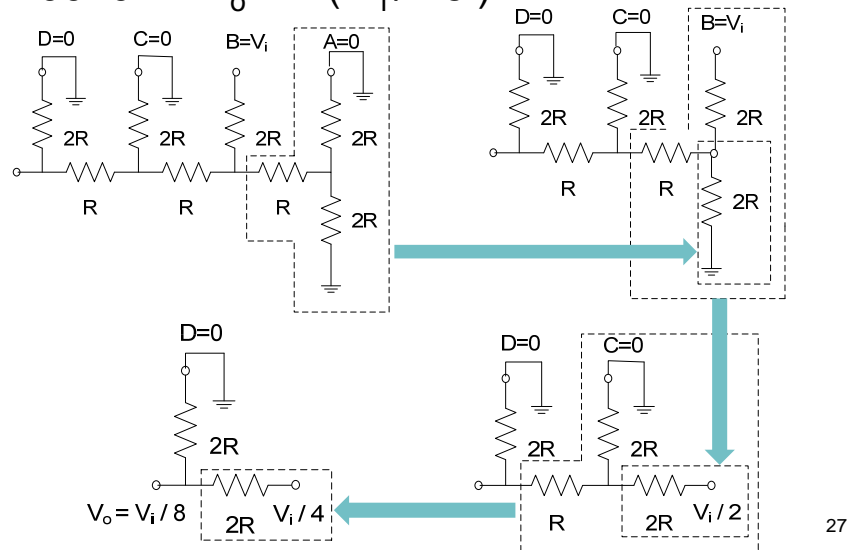 D=0 C=0 B=Vᵢ A=0
2R 2R 2R 2R
R R R
2R
D=0 C=0 B=Vᵢ
2R 2R 2R
R R 2R
D=0
2R
Vₒ = Vᵢ / 8 2R Vᵢ / 4
D=0 C=0
2R 2R
R 2R Vᵢ / 2
27